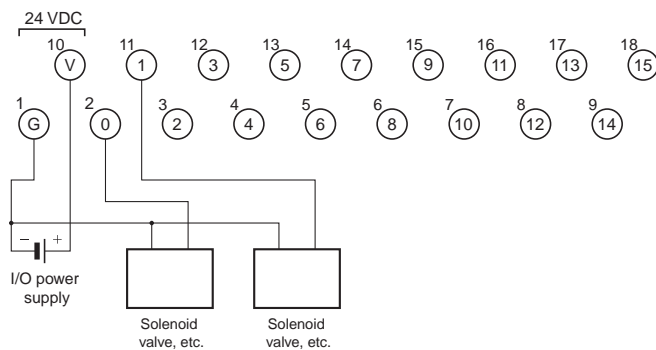 24 VDC
10 11 12 13 14 15 16 17 18
V 1 3 5 7 9 11 13 15
1 2 3 4 5 6 7 8 9
G 0 2 4 6 8 10 12 14
− +
I/O power
supply
Solenoid
valve, etc.
Solenoid
valve, etc.